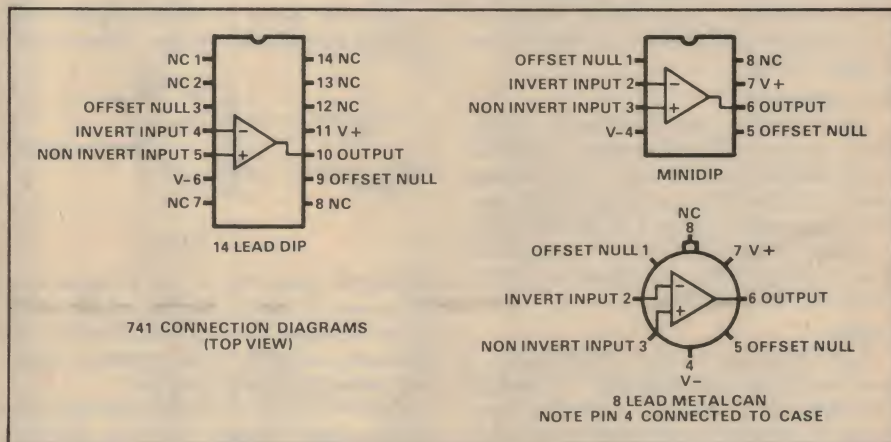 NC 1
14 NC
NC 2
13 NC
OFFSET NULL 3
12 NC
INVERT INPUT 4
11 V+
NON INVERT INPUT 5
10 OUTPUT
V- 6
9 OFFSET NULL
NC 7
8 NC
-
+
14 LEAD DIP
741 CONNECTION DIAGRAMS
(TOP VIEW)
OFFSET NULL 1
8 NC
INVERT INPUT 2
7 V+
NON INVERT INPUT 3
6 OUTPUT
V- 4
5 OFFSET NULL
-
+
MINIDIP
NC
8
OFFSET NULL 1
7 V+
INVERT INPUT 2
6 OUTPUT
NON INVERT INPUT 3
5 OFFSET NULL
-
+
4
V-
8 LEAD METAL CAN
NOTE PIN 4 CONNECTED TO CASE